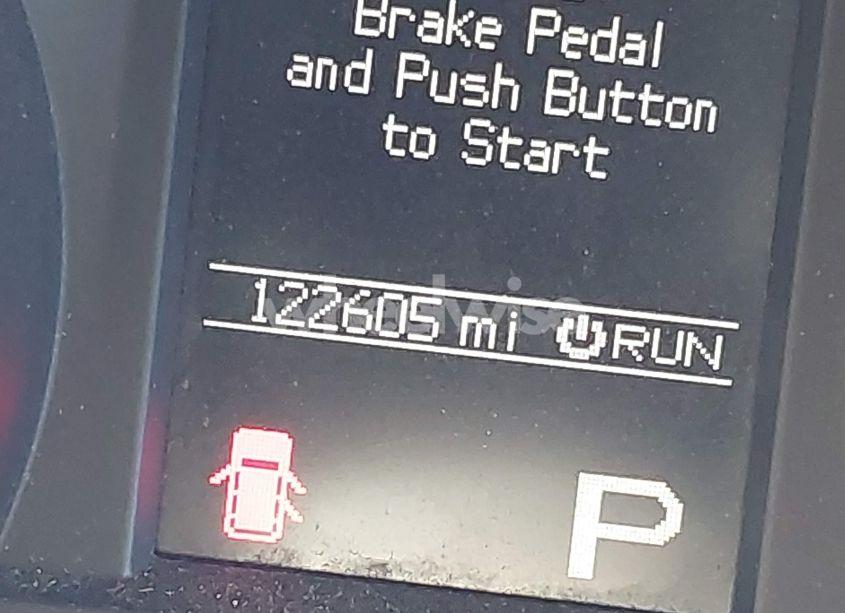 Brake Pedal
and Push Button
to Start
122605 mi RUN
P